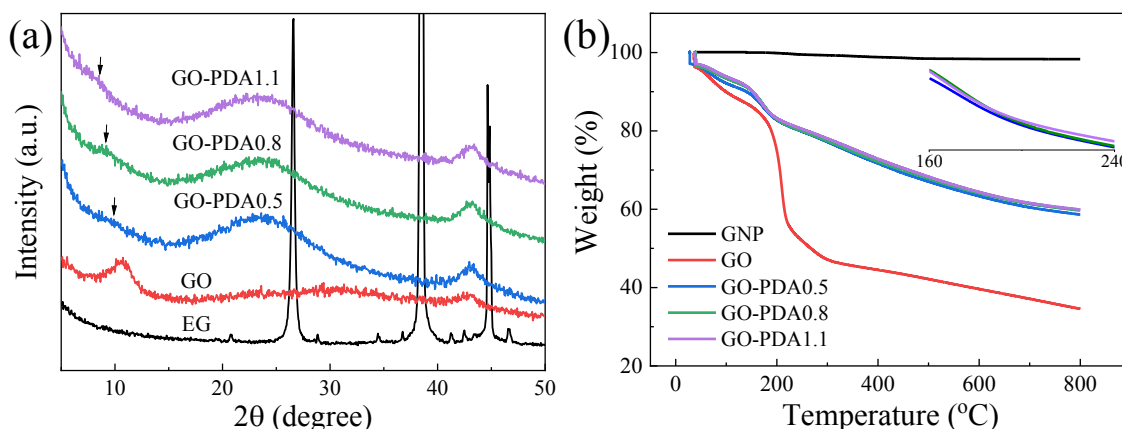 (a)
GO-PDA1.1
GO-PDA0.8
GO-PDA0.5
GO
EG
Intensity (a.u.)
10
20
30
40
50
2θ (degree)
(b)
100
80
60
40
20
Weight (%)
160
240
GNP
GO
GO-PDA0.5
GO-PDA0.8
GO-PDA1.1
0
200
400
600
800
Temperature (°C)